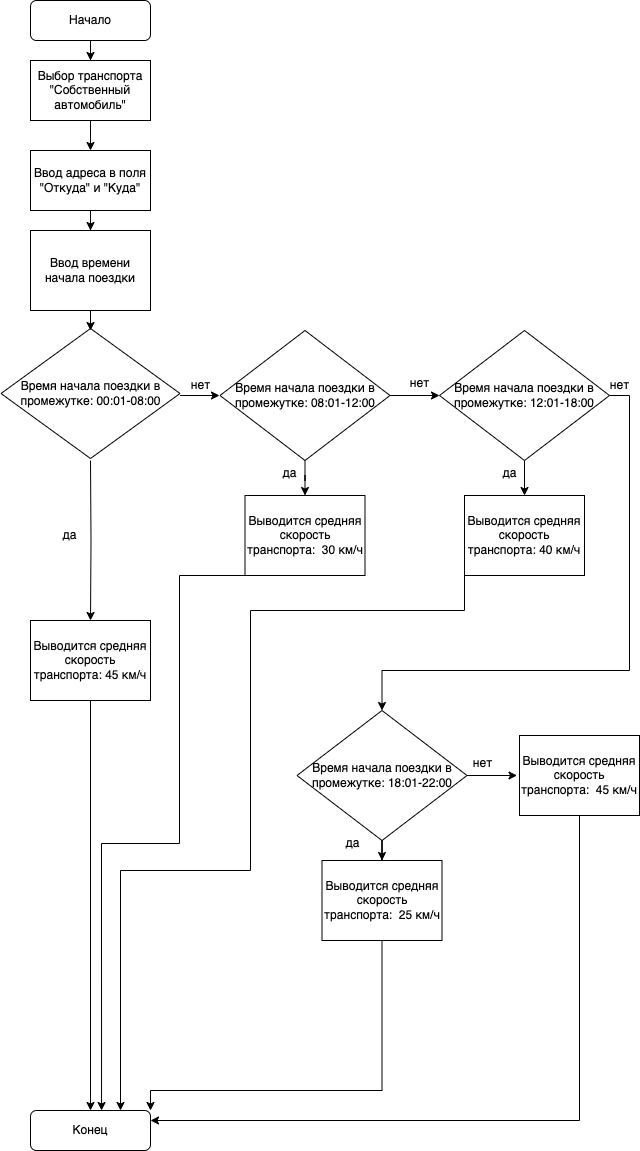 Начало
Выбор транспорта
"Собственный
автомобиль"
Ввод адреса в поля
"Откуда" и "Куда"
Ввод времени
начала поездки
Время начала поездки в
промежутке: 00:01-08:00
нет
Время начала поездки в
промежутке: 08:01-12:00
нет
Время начала поездки в
промежутке: 12:01-18:00
нет
да
да
да
Выводится средняя
скорость
транспорта: 30 км/ч
Выводится средняя
скорость
транспорта: 40 км/ч
Выводится средняя
скорость
транспорта: 45 км/ч
Время начала поездки в
промежутке: 18:01-22:00
нет
Выводится средняя
скорость
транспорта: 45 км/ч
да
Выводится средняя
скорость
транспорта: 25 км/ч
Конец